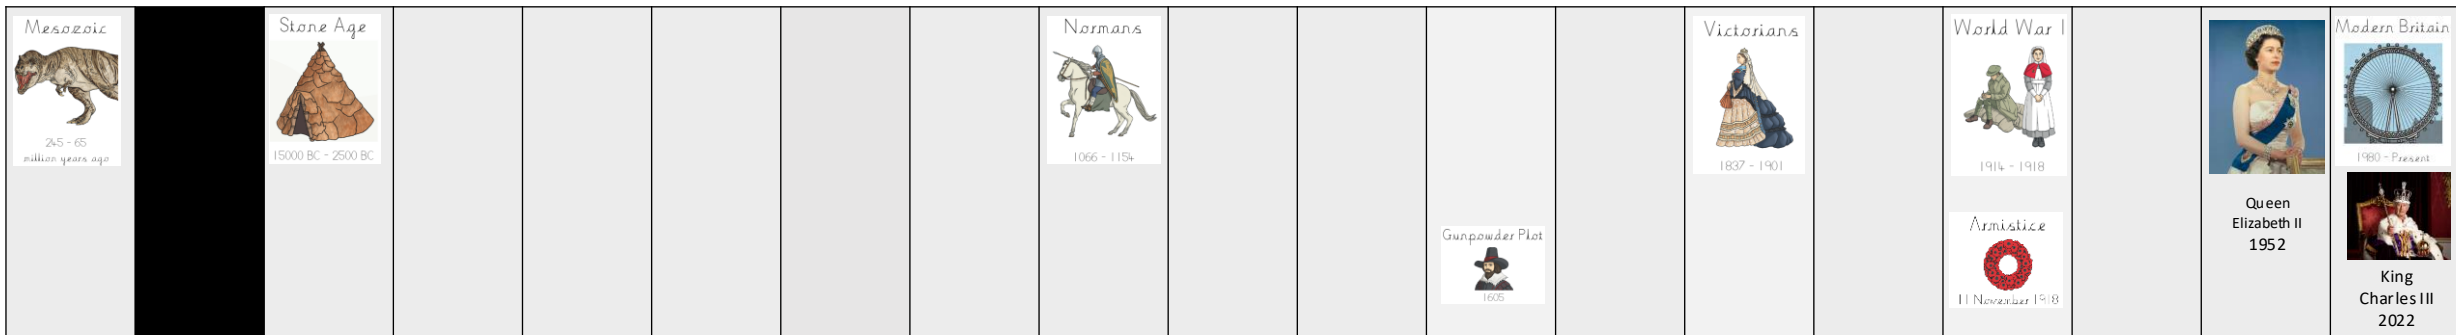 Mesozoic
245 - 65
million years ago
Stone Age
15000 BC - 2500 BC
Normans
1066 - 1154
Gunpowder Plot
1605
Victorians
1837 - 1901
World War I
1914 - 1918
Armistice
11 November 1918
Queen
Elizabeth II
1952
Modern Britain
1980 - Present
King
Charles III
2022